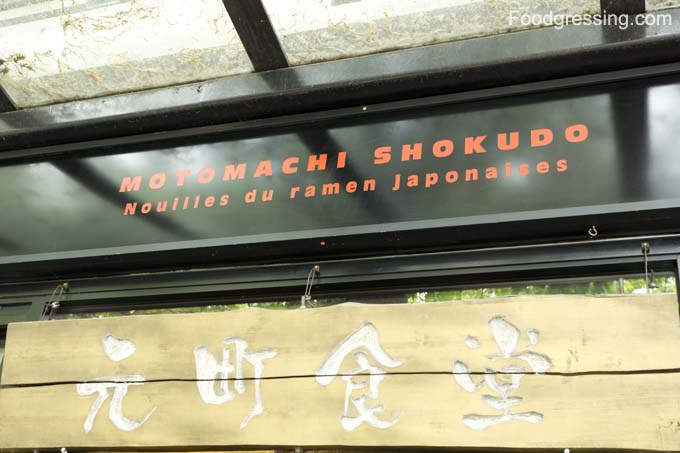 Foodgressing.com
MOTOMACHI SHOKUDO
Nouilles du ramen Japonaises
元町食堂